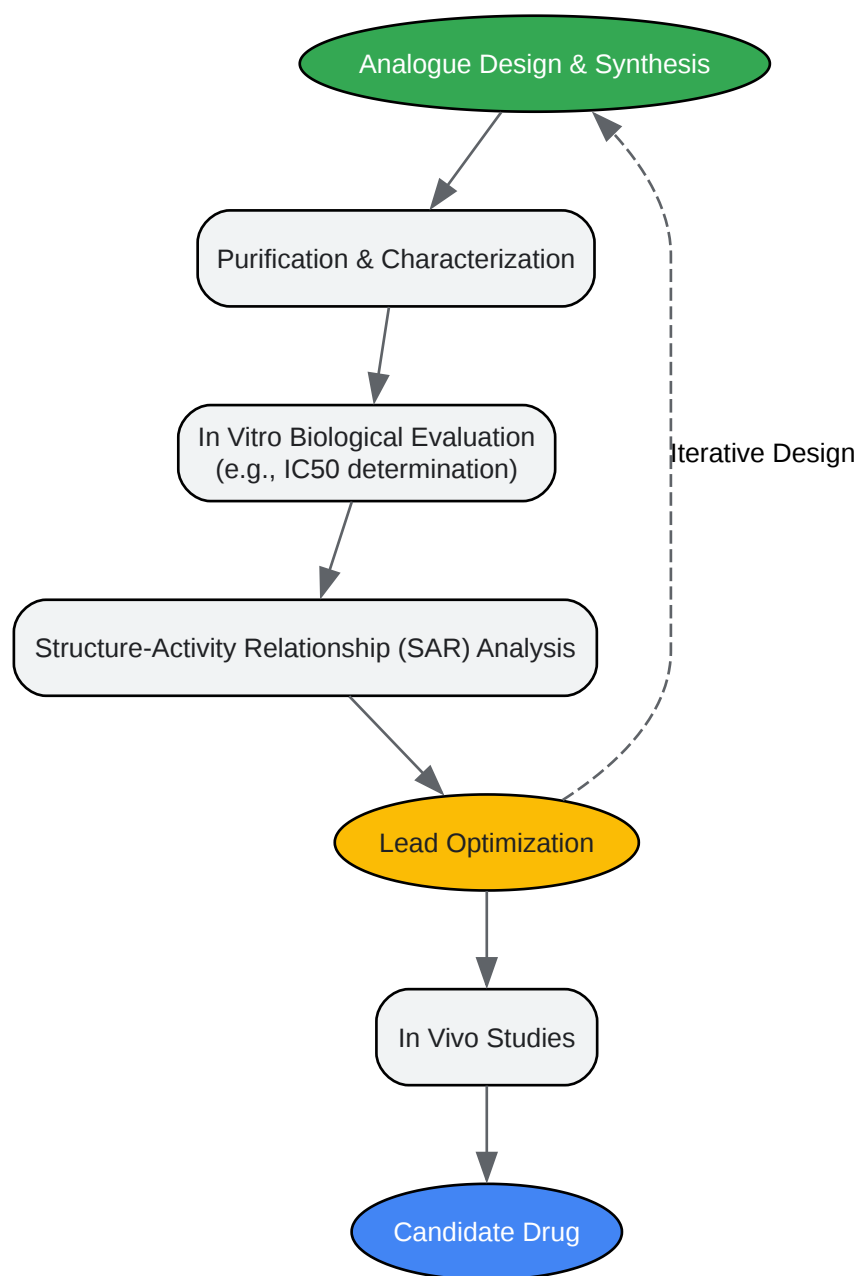 Analogue Design & Synthesis
Purification & Characterization
In Vitro Biological Evaluation
(e.g., IC50 determination)
Iterative Design
Structure-Activity Relationship (SAR) Analysis
Lead Optimization
In Vivo Studies
Candidate Drug